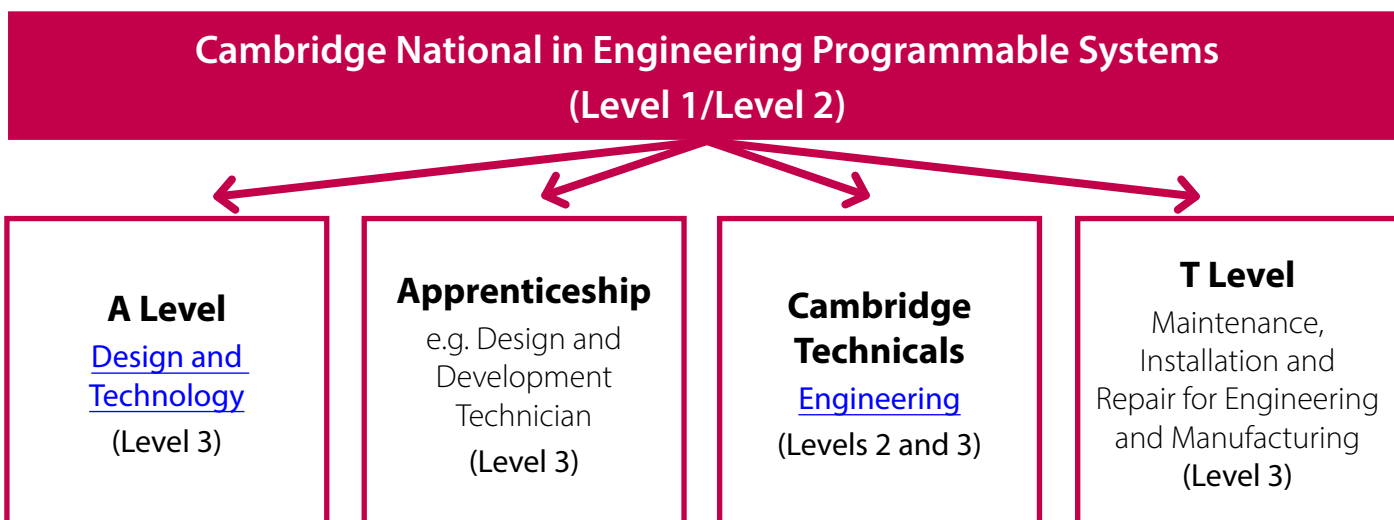 Cambridge National in Engineering Programmable Systems
(Level 1/Level 2)
A Level
Design and
Technology
(Level 3)
Apprenticeship
e.g. Design and
Development
Technician
(Level 3)
Cambridge
Technicals
Engineering
(Levels 2 and 3)
T Level
Maintenance,
Installation and
Repair for Engineering
and Manufacturing
(Level 3)